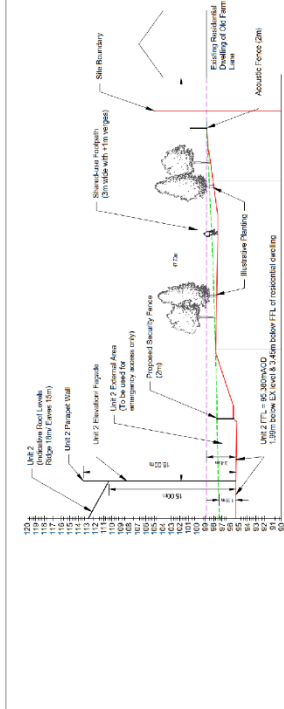 Unit 2
(Indicative Roof Levels
Ridge 18m/ Eaves 15m)
Unit 2 Parapet Wall
Unit 2 Elevation/ Façade
Unit 2 External Area
(To be used for
emergency access only)
Proposed Security Fence
(2m)
Shared-use Footpath
(3m wide with +1m verges)
Site Boundary
Existing Residential
Dwelling of Old Farm
Lane
Acoustic Fence (2m)
Illustrative Planting
18.00m
15.00m
Unit 2 FFL = 95.380mAOD
1.99m below EX level & 3.45m below FFL of residential dwelling
120
119
118
117
116
115
114
113
112
111
110
109
108
107
106
105
104
103
102
101
100
99
98
97
96
95
94
93
92
91
90